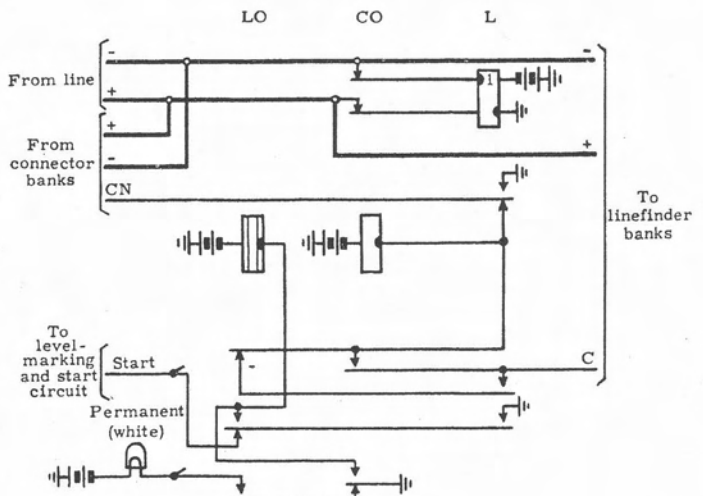 LO CO L
-
-
From line
1
+
+
From
connector
banks
-
+
CN
To
linefinder
banks
To
level-
marking
and start
circuit
Start
-
C
Permanent
(white)